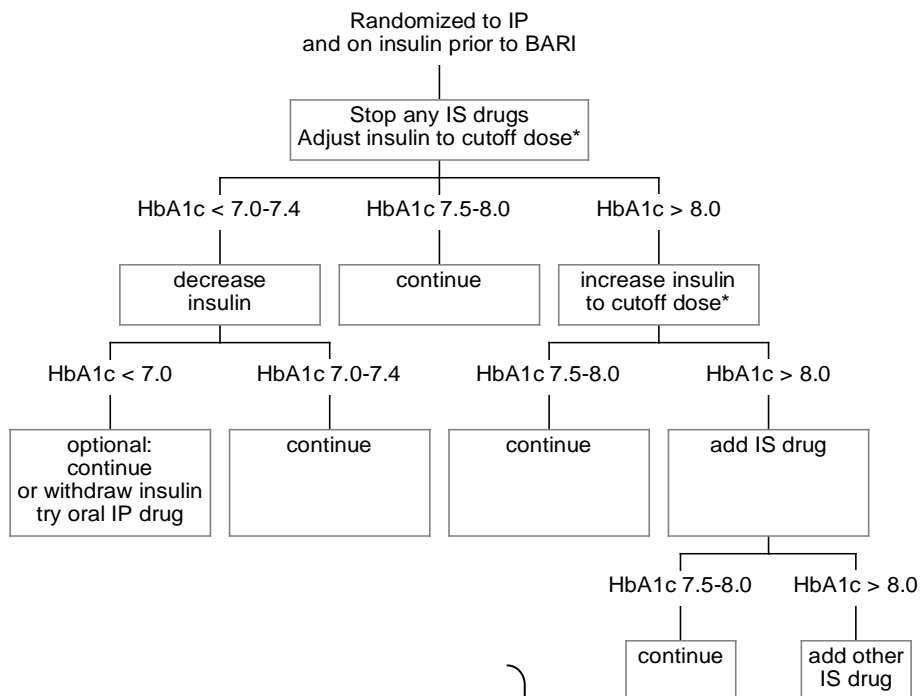 Randomized to IP
and on insulin prior to BARI
Stop any IS drugs
Adjust insulin to cutoff dose*
HbA1c < 7.0-7.4
HbA1c 7.5-8.0
HbA1c > 8.0
decrease
insulin
continue
increase insulin
to cutoff dose*
HbA1c < 7.0
HbA1c 7.0-7.4
HbA1c 7.5-8.0
HbA1c > 8.0
optional:
continue
or withdraw insulin
try oral IP drug
continue
continue
add IS drug
HbA1c 7.5-8.0
HbA1c > 8.0
continue
add other
IS drug